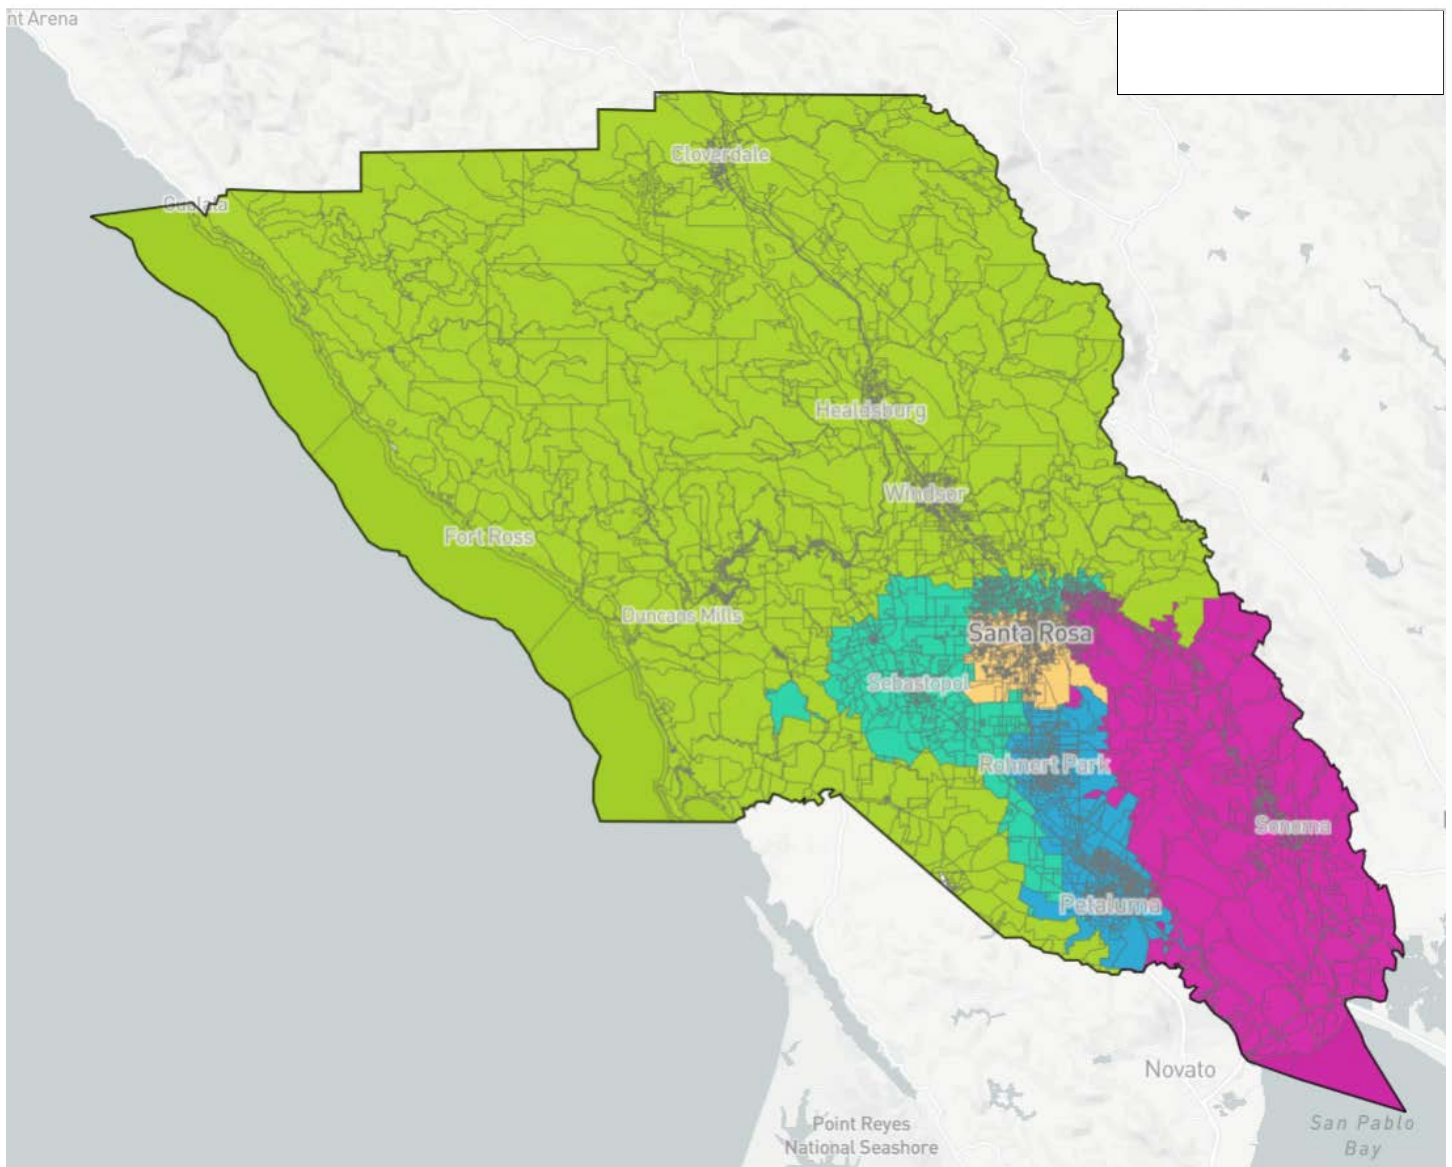 nt Arena
Cloverdale
Gualala
Healdsburg
Windsor
Fort Ross
Duncans Mills
Santa Rosa
Sebastopol
Rohnert Park
Sonoma
Petaluma
Novato
Point Reyes
National Seashore
San Pablo
Bay